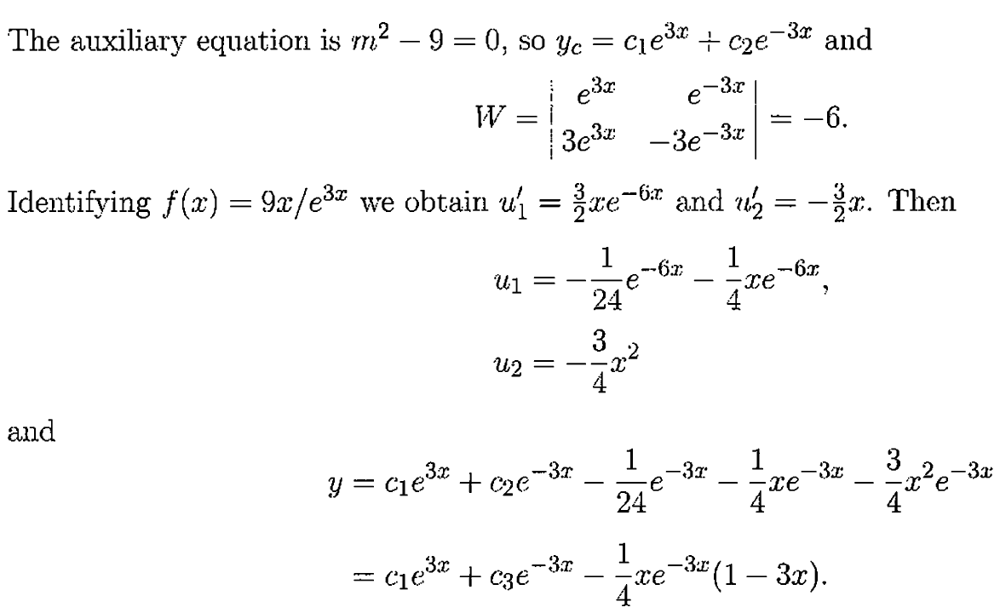 The auxiliary equation is $m^2 - 9 = 0$, so $y_c = c_1e^{3x} + c_2e^{-3x}$ and
$W = \begin{vmatrix} e^{3x} & e^{-3x} \\ 3e^{3x} & -3e^{-3x} \end{vmatrix} = -6.$
Identifying $f(x) = 9x/e^{3x}$ we obtain $u_1' = \frac{3}{2}xe^{-6x}$ and $u_2' = -\frac{3}{2}x$. Then
$u_1 = -\frac{1}{24}e^{-6x} - \frac{1}{4}xe^{-6x},$
$u_2 = -\frac{3}{4}x^2$
and
$y = c_1e^{3x} + c_2e^{-3x} - \frac{1}{24}e^{-3x} - \frac{1}{4}xe^{-3x} - \frac{3}{4}x^2e^{-3x}$
$= c_1e^{3x} + c_3e^{-3x} - \frac{1}{4}xe^{-3x}(1 - 3x).$